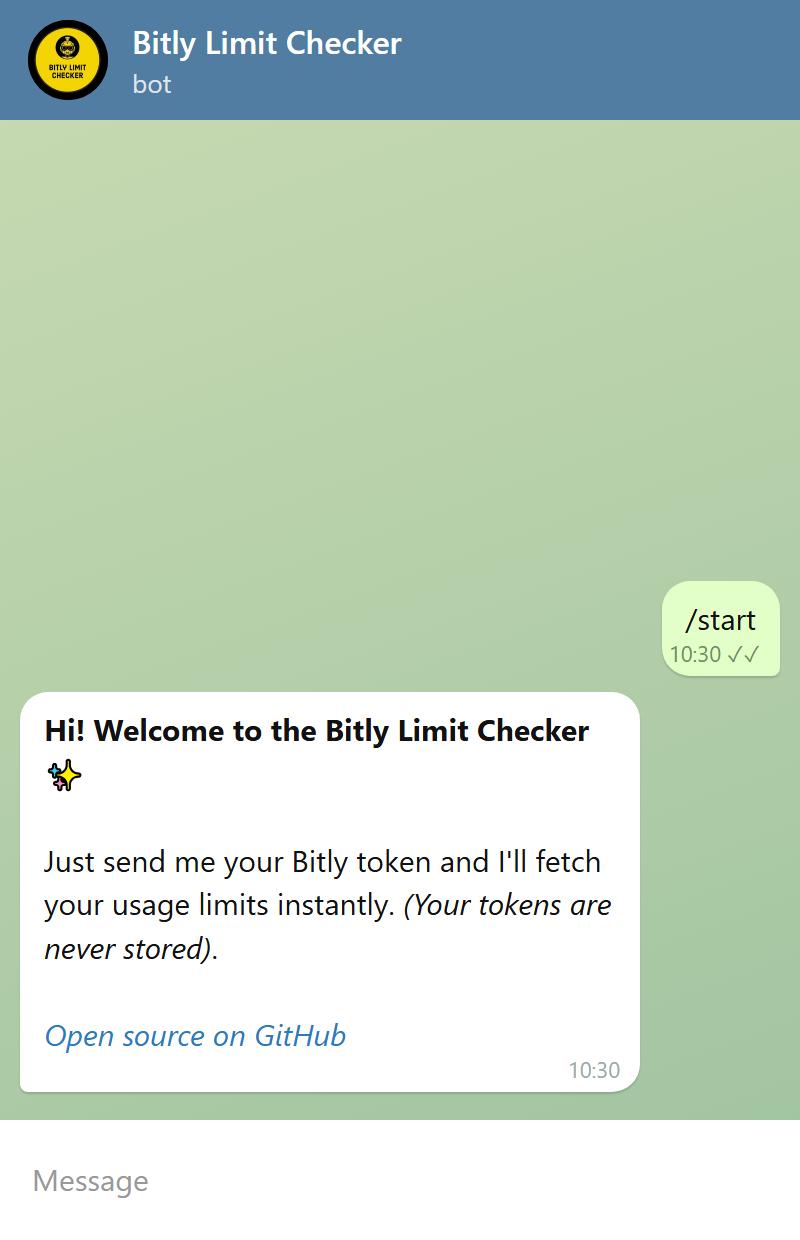 Bitly Limit Checker
bot
BITLY LIMIT
CHECKER
/start
10:30 ✓✓
Hi! Welcome to the Bitly Limit Checker
✨
Just send me your Bitly token and I'll fetch
your usage limits instantly. (Your tokens are
never stored).
Open source on GitHub
10:30
Message